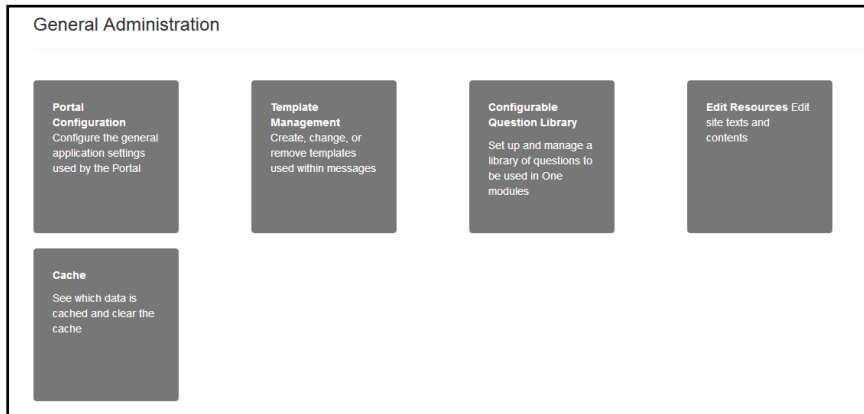 General Administration
Portal
Configuration
Configure the general
application settings
used by the Portal
Template
Management
Create, change, or
remove templates
used within messages
Configurable
Question Library
Set up and manage a
library of questions to
be used in One
modules
Edit Resources Edit
site texts and
contents
Cache
See which data is
cached and clear the
cache